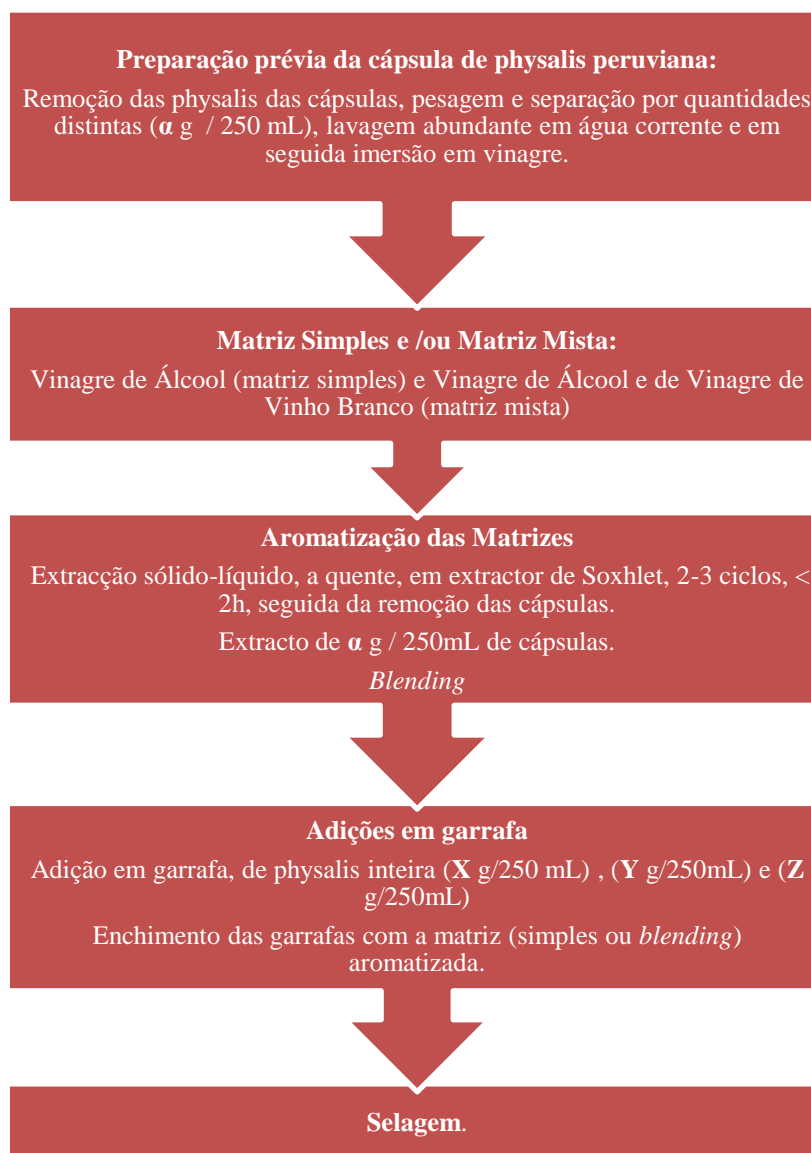 Preparação prévia da cápsula de physalis peruviana:
Remoção das physalis das cápsulas, pesagem e separação por quantidades
distintas (α g / 250 mL), lavagem abundante em água corrente e em
seguida imersão em vinagre.
Matriz Simples e /ou Matriz Mista:
Vinagre de Álcool (matriz simples) e Vinagre de Álcool e de Vinagre de
Vinho Branco (matriz mista)
Aromatização das Matrizes
Extracção sólido-líquido, a quente, em extractor de Soxhlet, 2-3 ciclos, <
2h, seguida da remoção das cápsulas.
Extracto de α g / 250mL de cápsulas.
Blending
Adições em garrafa
Adição em garrafa, de physalis inteira (X g/250 mL) , (Y g/250mL) e (Z
g/250mL)
Enchimento das garrafas com a matriz (simples ou blending)
aromatizada.
Selagem.